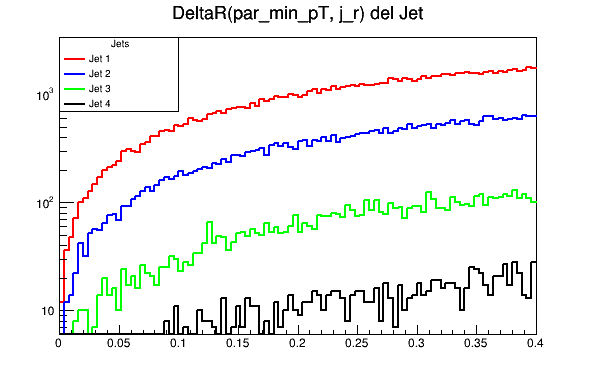 DeltaR(par_min_pT, j_r) del Jet
Jets
Jet 1
Jet 2
Jet 3
Jet 4
10³
10²
10
0 0.05 0.1 0.15 0.2 0.25 0.3 0.35 0.4